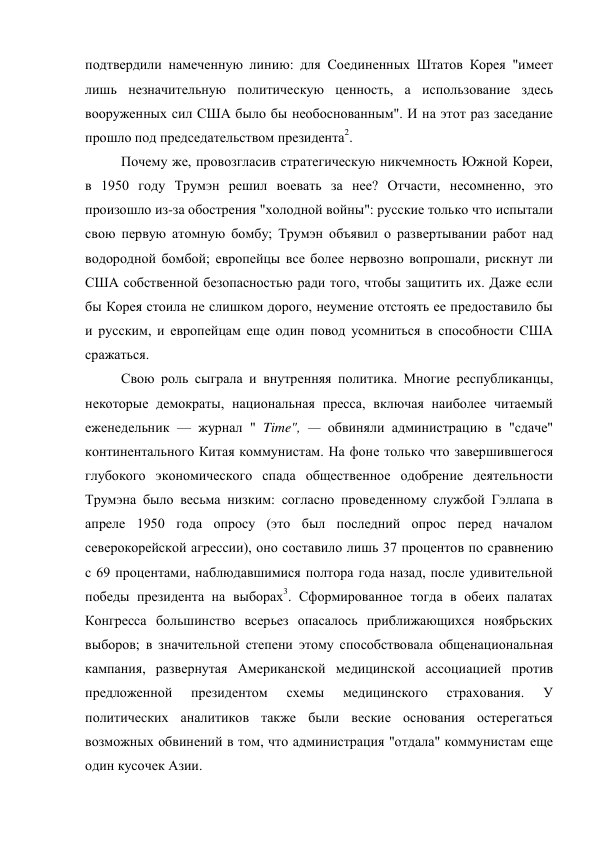 подтвердили намеченную линию: для Соединенных Штатов Корея "имеет
лишь незначительную политическую ценность, а использование здесь
вооруженных сил США было бы необоснованным". И на этот раз заседание
прошло под председательством президента2.
Почему же, провозгласив стратегическую никчемность Южной Кореи,
в 1950 году Трумэн решил воевать за нее? Отчасти, несомненно, это
произошло из-за обострения "холодной войны": русские только что испытали
свою первую атомную бомбу; Трумэн объявил о развертывании работ над
водородной бомбой; европейцы все более нервозно вопрошали, рискнут ли
США собственной безопасностью ради того, чтобы защитить их. Даже если
бы Корея стоила не слишком дорого, неумение отстоять ее предоставило бы
и русским, и европейцам еще один повод усомниться в способности США
сражаться.
Свою роль сыграла и внутренняя политика. Многие республиканцы,
некоторые демократы, национальная пресса, включая наиболее читаемый
еженедельник — журнал " Time", — обвиняли администрацию в "сдаче"
континентального Китая коммунистам. На фоне только что завершившегося
глубокого экономического спада общественное одобрение деятельности
Трумэна было весьма низким: согласно проведенному службой Гэллапа в
апреле 1950 года опросу (это был последний опрос перед началом
северокорейской агрессии), оно составило лишь 37 процентов по сравнению
с 69 процентами, наблюдавшимися полтора года назад, после удивительной
победы президента на выборах3. Сформированное тогда в обеих палатах
Конгресса большинство всерьез опасалось приближающихся ноябрьских
выборов; в значительной степени этому способствовала общенациональная
кампания, развернутая Американской медицинской ассоциацией против
предложенной президентом схемы медицинского страхования. У
политических аналитиков также были веские основания остерегаться
возможных обвинений в том, что администрация "отдала" коммунистам еще
один кусочек Азии.